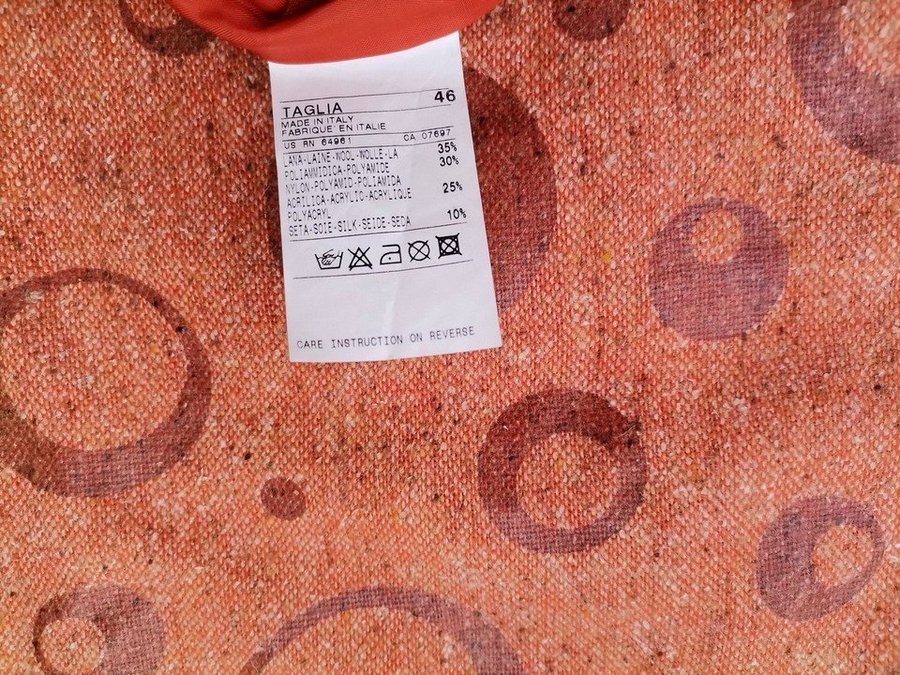 TAGLIA 46
MADE IN ITALY
FABRIQUE EN ITALIE
US RN 64961 CA 07697
LANA-LAINE-WOOL-WOLLE-LA 35%
POLIAMMIDICA-POLYAMIDE 30%
NYLON-POLYAMID-POLIAMIDA
ACRILICA-ACRYLIC-ACRYLIQUE 25%
POLYACRYL
SETA-SOIE-SILK-SEIDE-SEDA 10%
CARE INSTRUCTION ON REVERSE